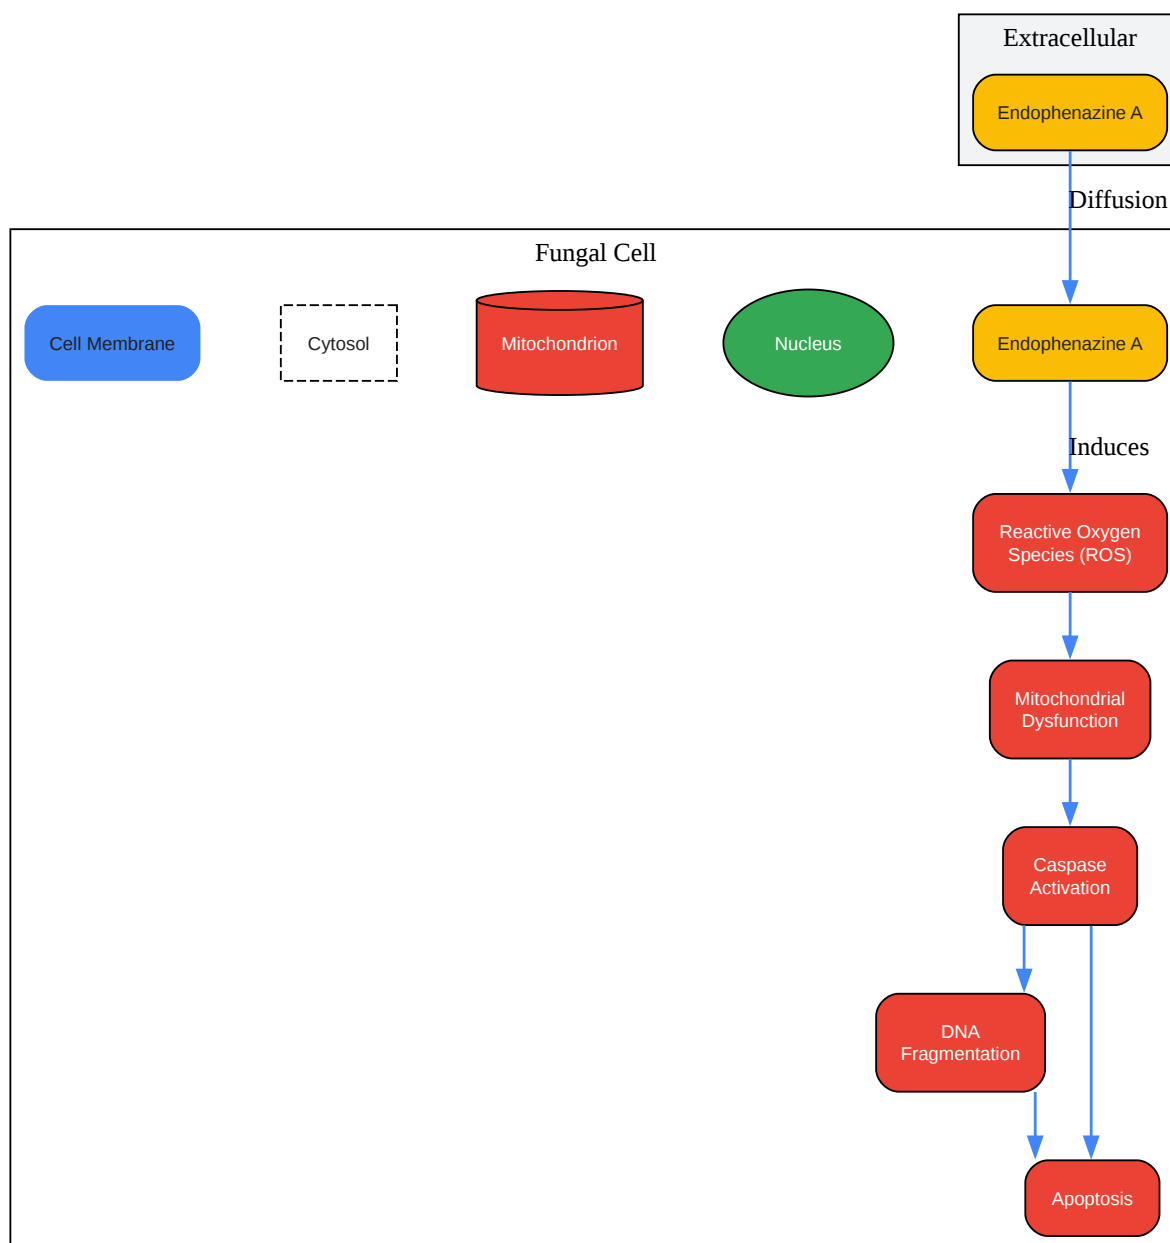 Extracellular
Endophenazine A
Diffusion
Fungal Cell
Cell Membrane
Cytosol
Mitochondrion
Nucleus
Endophenazine A
Induces
Reactive Oxygen
Species (ROS)
Mitochondrial
Dysfunction
Caspase
Activation
DNA
Fragmentation
Apoptosis